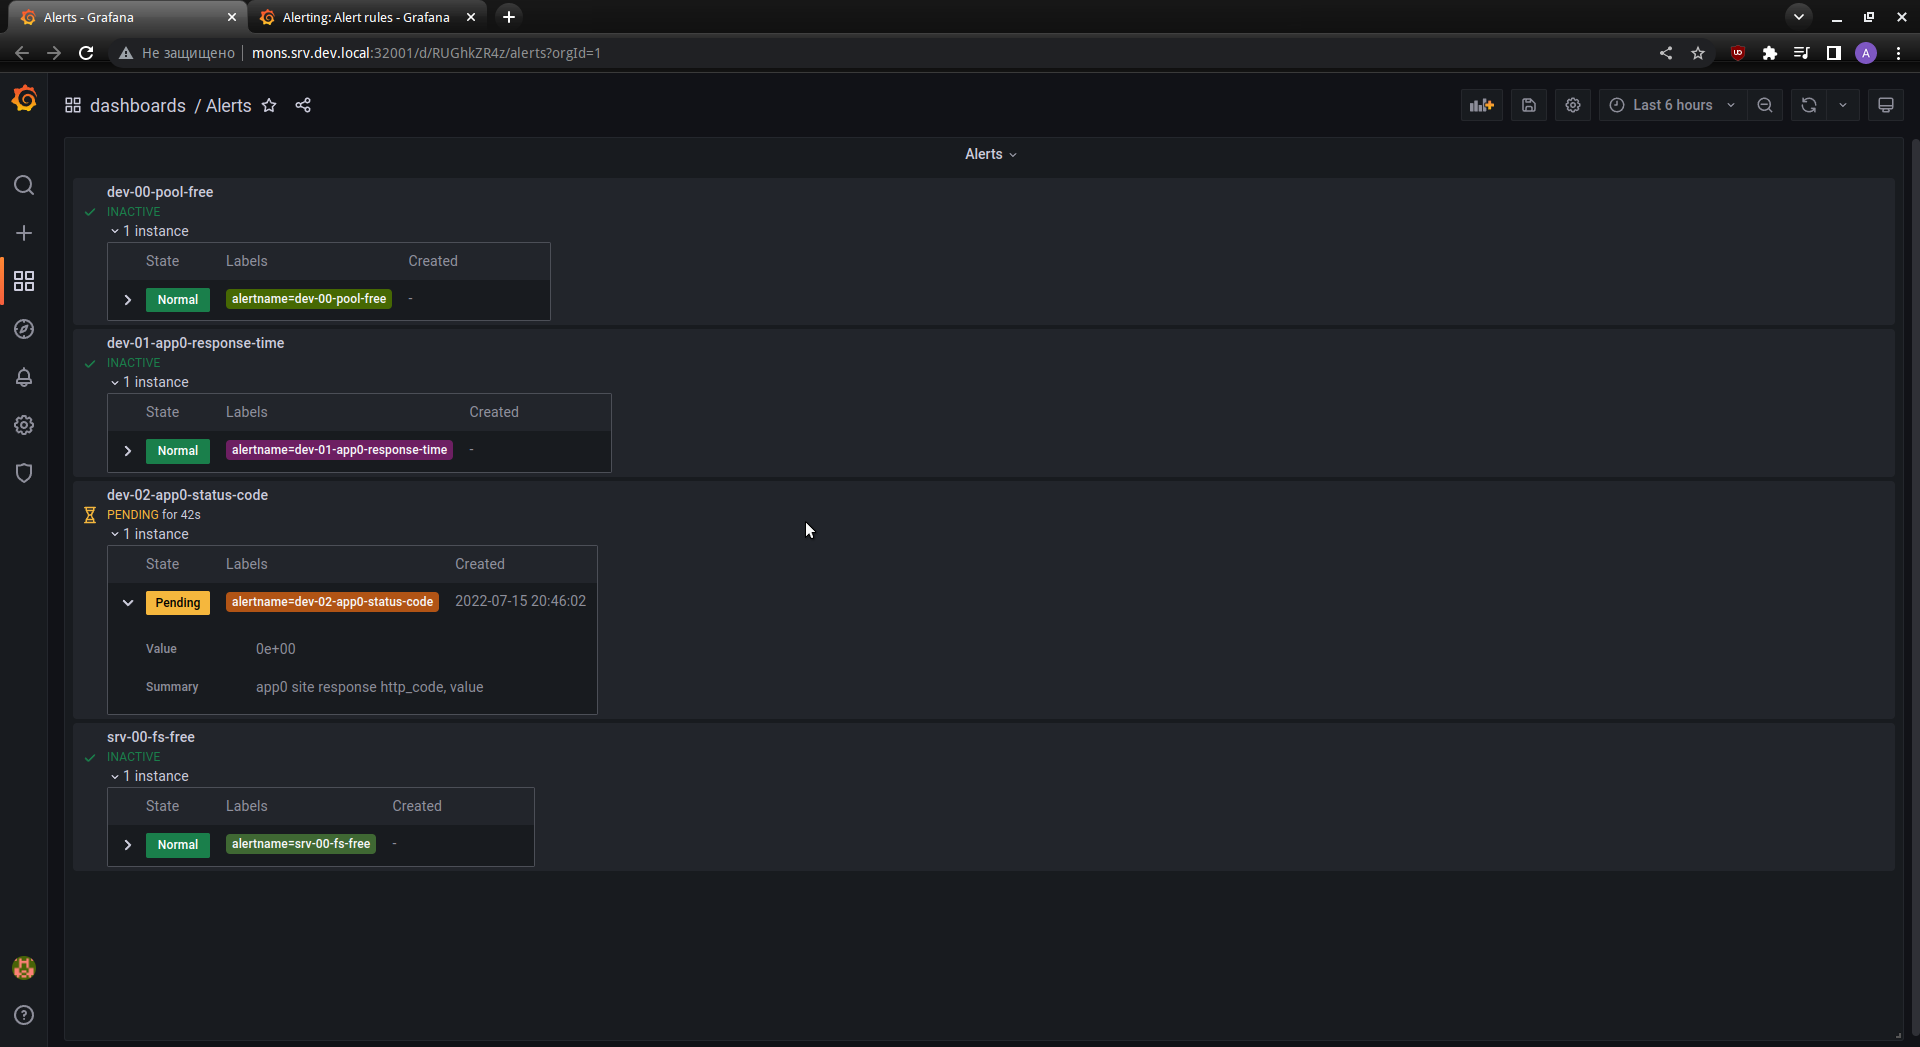 Alerts - Grafana
Alerting: Alert rules - Grafana
Не защищено mons.srv.dev.local:32001/d/RUGhkZR4z/alerts?orgId=1
UO
A
dashboards / Alerts
Last 6 hours
Alerts
dev-00-pool-free
INACTIVE
1 instance
State Labels Created
Normal alertname=dev-00-pool-free -
dev-01-app0-response-time
INACTIVE
1 instance
State Labels Created
Normal alertname=dev-01-app0-response-time -
dev-02-app0-status-code
PENDING for 42s
1 instance
State Labels Created
Pending alertname=dev-02-app0-status-code 2022-07-15 20:46:02
Value 0e+00
Summary app0 site response http_code, value
srv-00-fs-free
INACTIVE
1 instance
State Labels Created
Normal alertname=srv-00-fs-free -